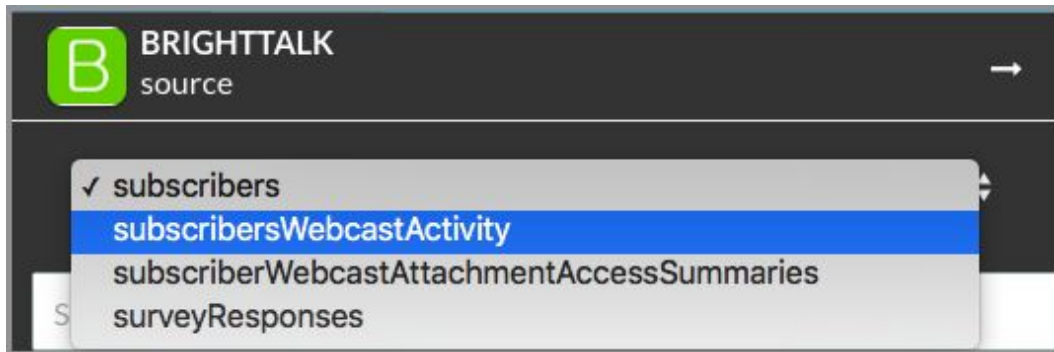 B
BRIGHTTALK
source
→
✓ subscribers
subscribersWebcastActivity
subscriberWebcastAttachmentAccessSummaries
surveyResponses
S